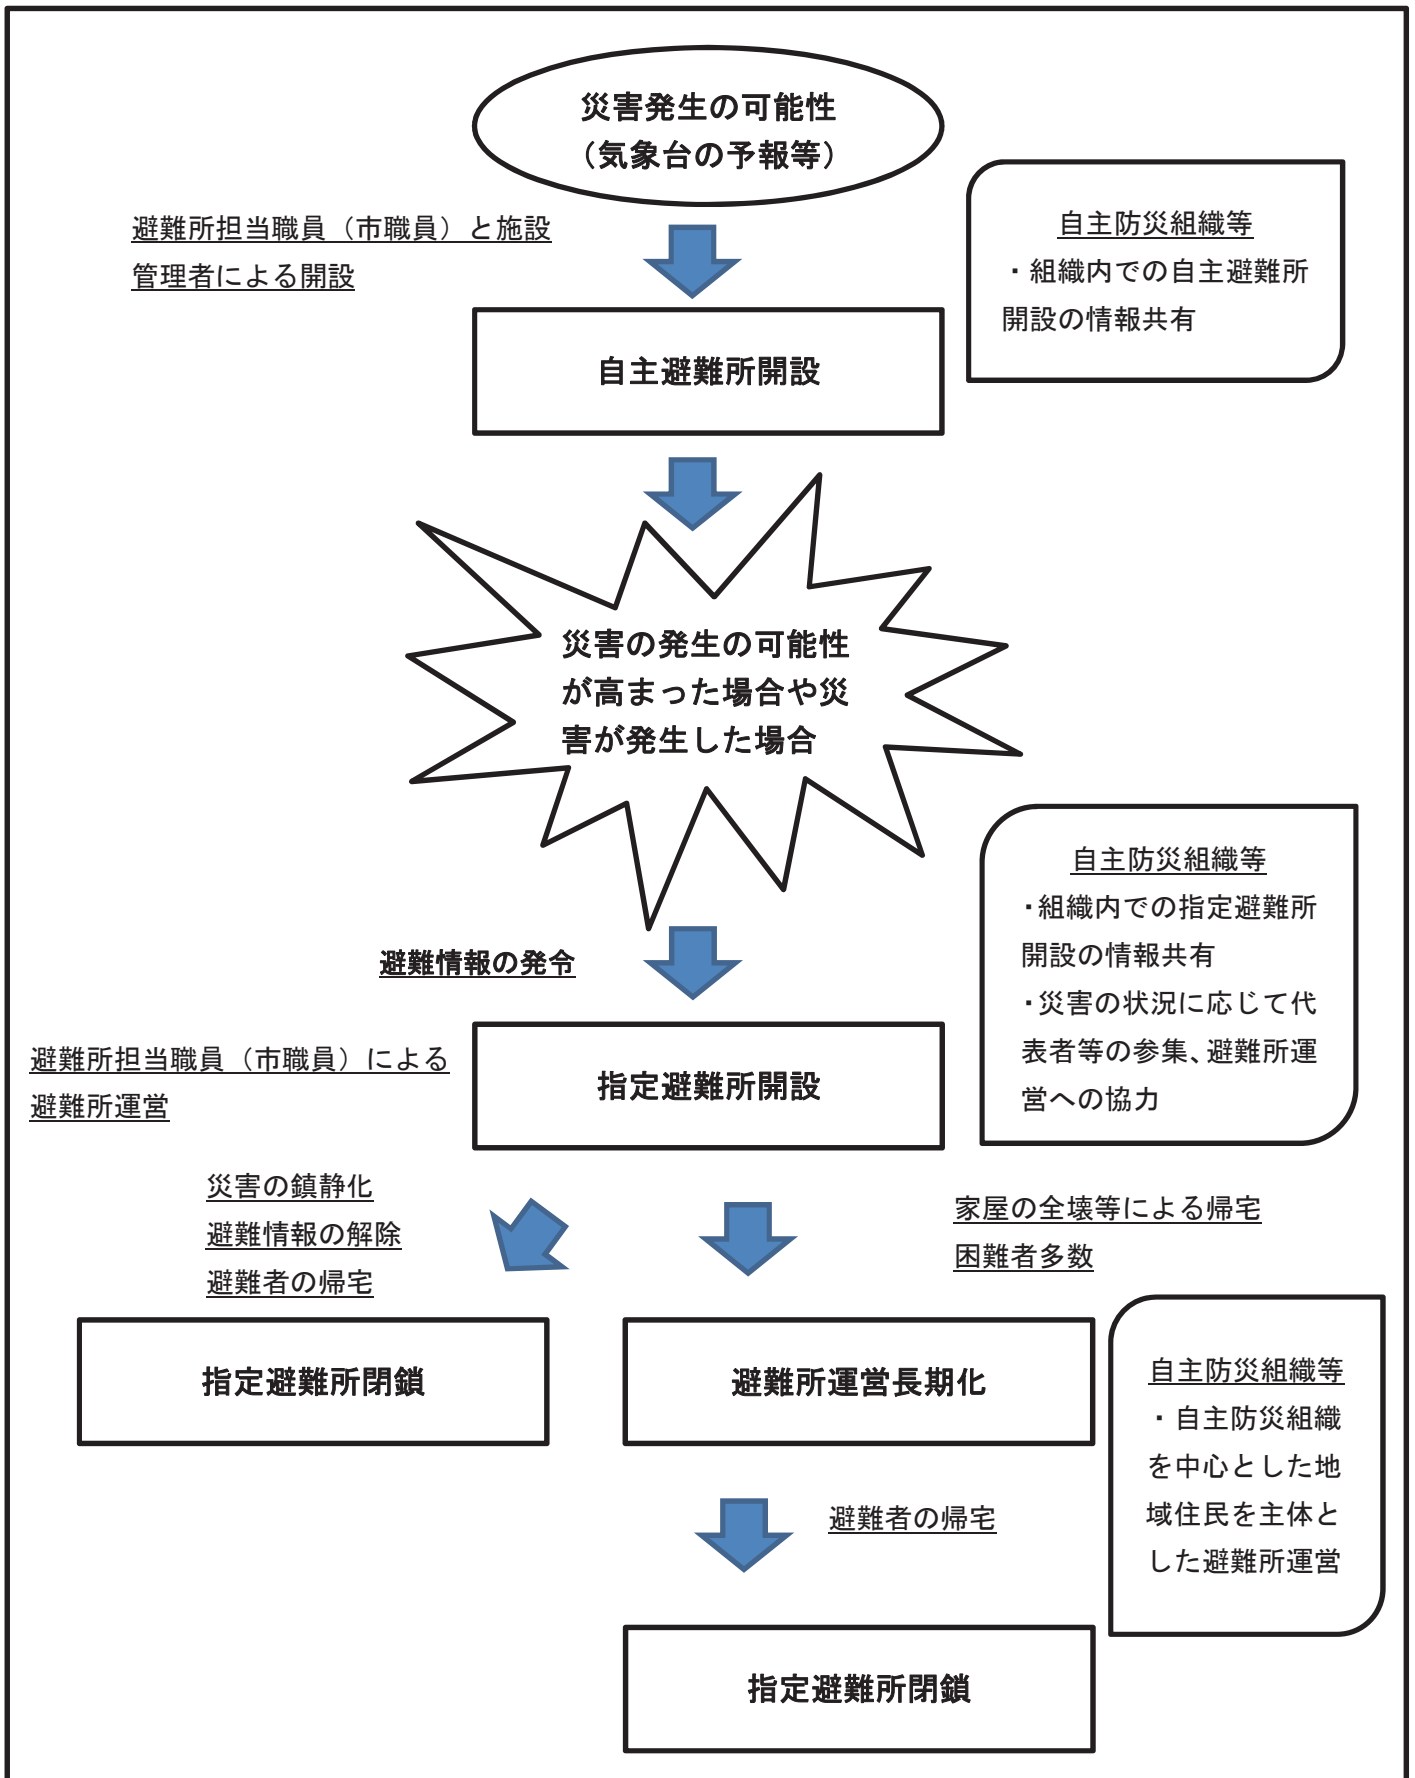 災害発生の可能性
（気象台の予報等）
避難所担当職員（市職員）と施設
管理者による開設
自主防災組織等
・組織内での自主避難所
開設の情報共有
自主避難所開設
災害の発生の可能性
が高まった場合や災
害が発生した場合
自主防災組織等
・組織内での指定避難所
開設の情報共有
・災害の状況に応じて代
表者等の参集、避難所運
営への協力
避難情報の発令
避難所担当職員（市職員）による
避難所運営
指定避難所開設
災害の鎮静化
避難情報の解除
避難者の帰宅
家屋の全壊等による帰宅
困難者多数
指定避難所閉鎖
避難所運営長期化
自主防災組織等
・自主防災組織
を中心とした地
域住民を主体と
した避難所運営
避難者の帰宅
指定避難所閉鎖